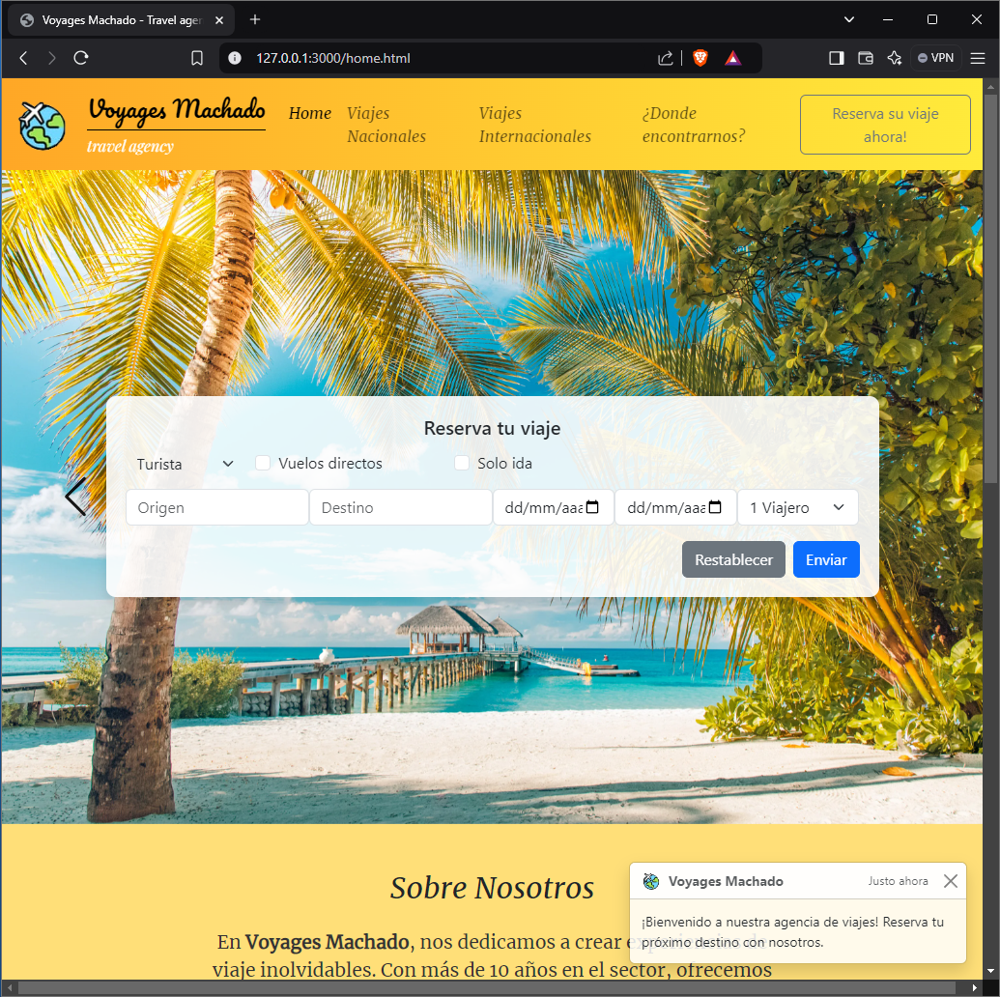 Voyages Machado - Travel ager
127.0.0.1:3000/home.html
VPN
Voyages Machado
travel agency
Home
Viajes
Nacionales
Viajes
Internacionales
¿Donde
encontrarnos?
Reserva su viaje
ahora!
Reserva tu viaje
Turista
Vuelos directos
Solo ida
Origen
Destino
dd/mm/aaa
dd/mm/aaa
1 Viajero
Restablecer
Enviar
Sobre Nosotros
En Voyages Machado, nos dedicamos a crear
viaje inolvidables. Con más de 10 años en el sector, ofrecemos
Voyages Machado
Justo ahora
¡Bienvenido a nuestra agencia de viajes! Reserva tu
próximo destino con nosotros.